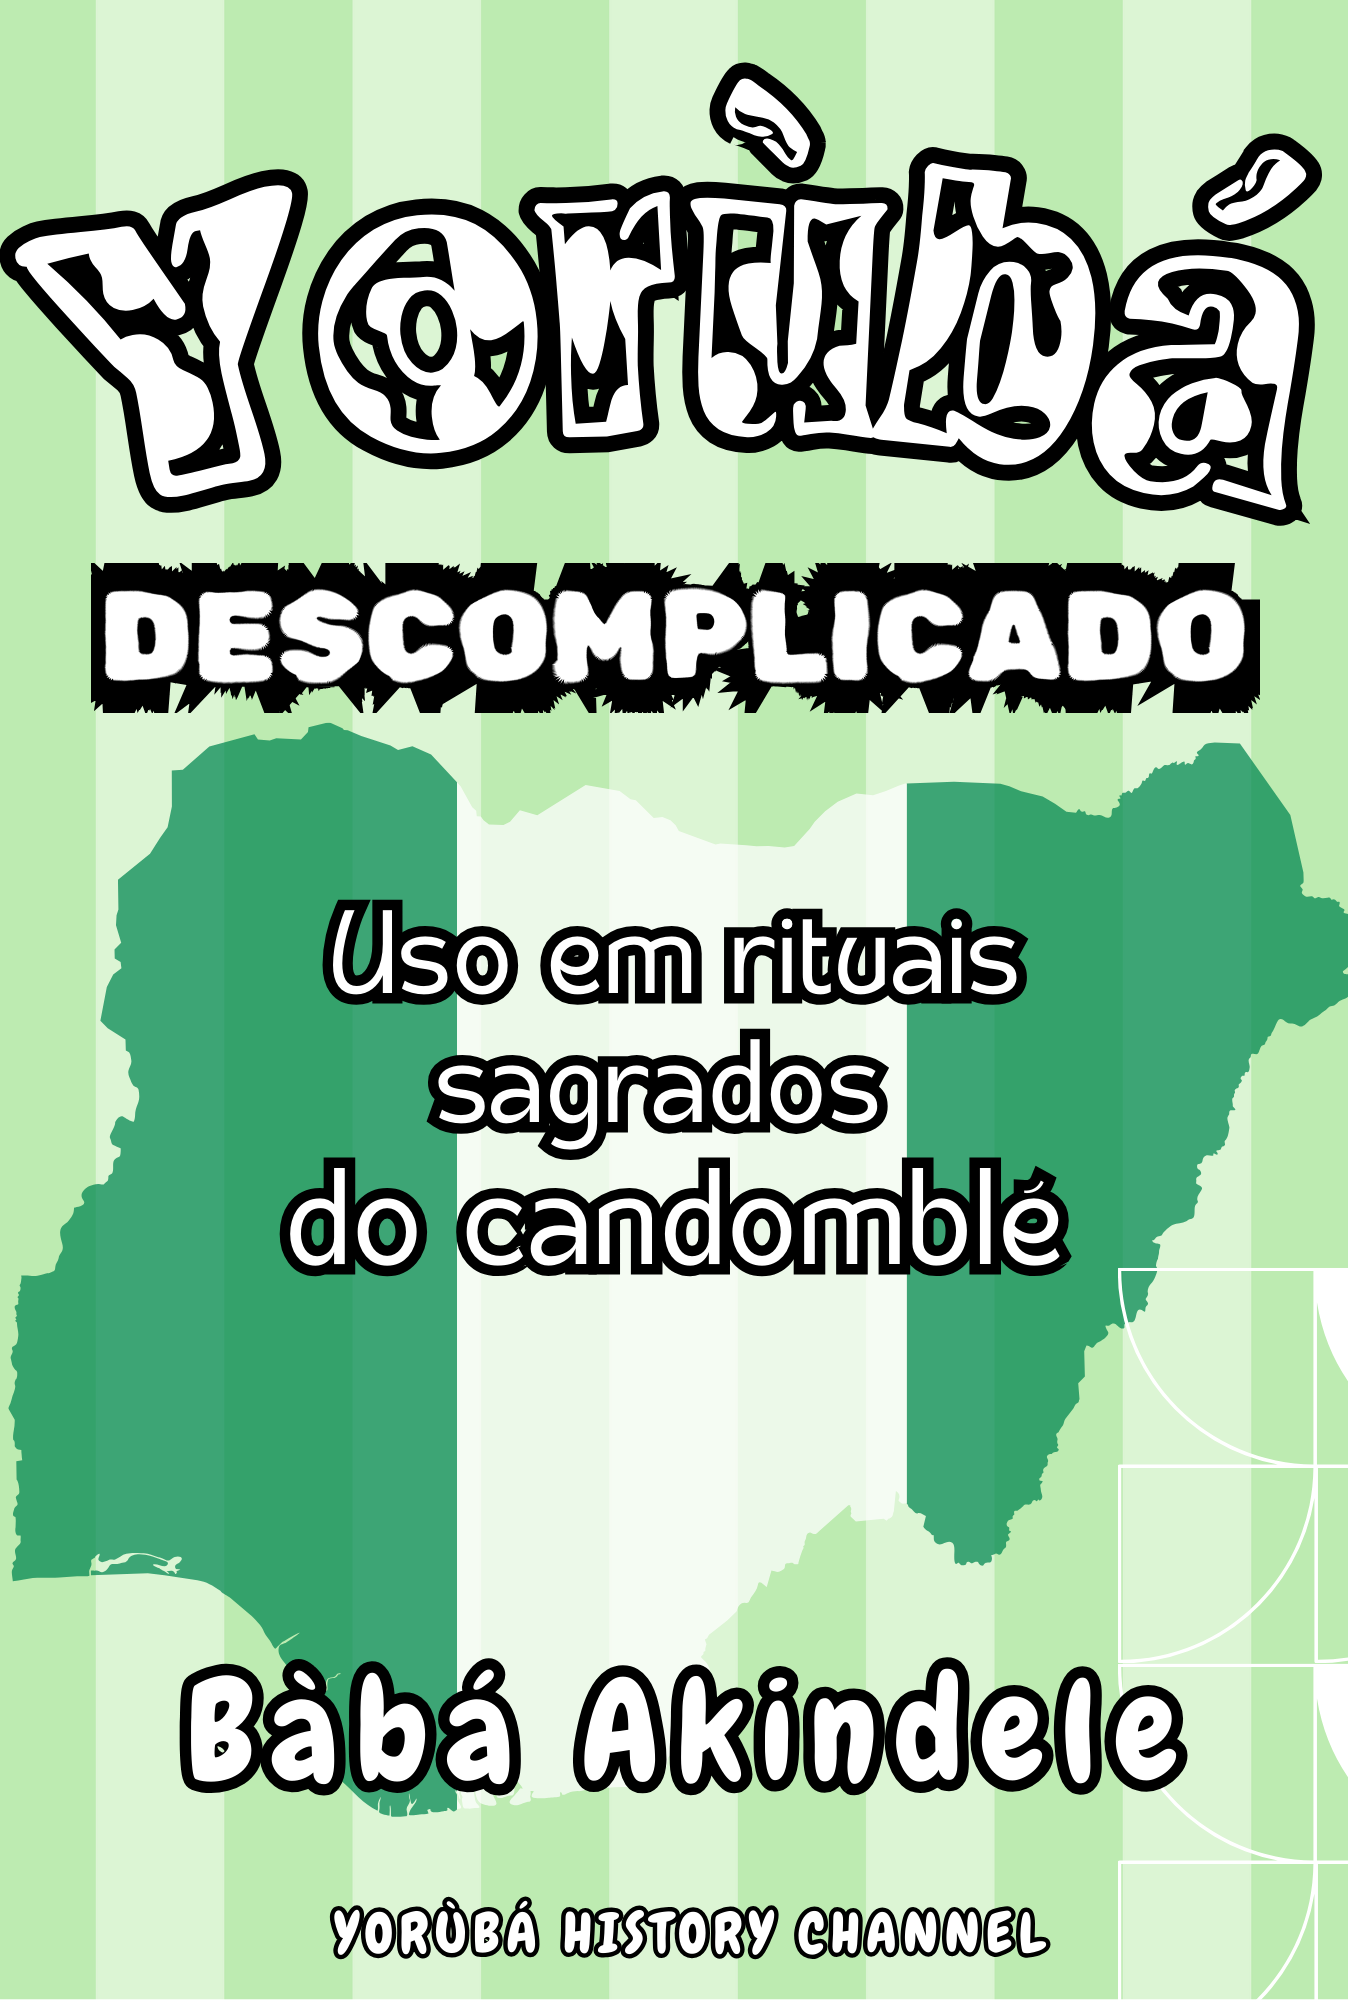 Yorùbá
DESCOMPLICADO
Uso em rituais
sagrados
do candomblé
Bàbá Akindele
YORÙBÁ HISTORY CHANNEL